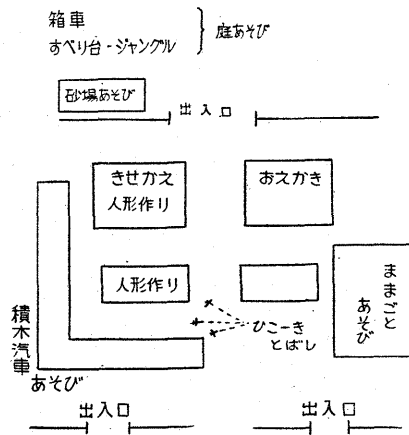 箱車
すべり台-ジャングル
庭あそび
砂場あそび
出入口
きせかえ
人形作り
おえかき
人形作り
ままごと
あそび
ひこーき
とばし
積木汽車
あそび
出入口
出入口